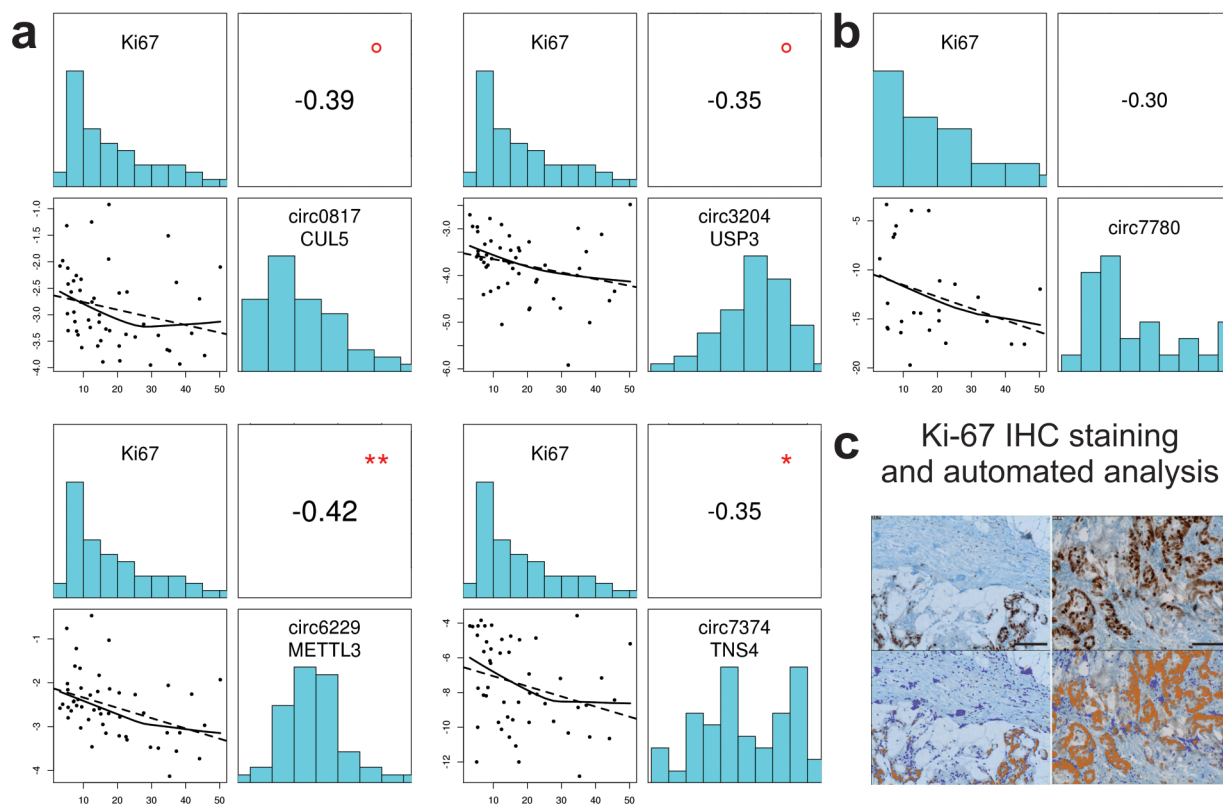 a
Ki67
-0.39
-1.0
-1.5
-2.0
-2.5
-3.0
-3.5
-4.0
circ0817
CUL5
10 20 30 40 50
Ki67
-0.35
-3.0
-4.0
-5.0
-6.0
circ3204
USP3
10 20 30 40 50
b
Ki67
-0.30
-5
-10
-15
-20
circ7780
10 20 30 40 50
Ki67
**
-0.42
-1
-2
-3
-4
circ6229
METTL3
10 20 30 40 50
Ki67
*
-0.35
-4
-6
-8
-10
-12
circ7374
TNS4
10 20 30 40 50
c
Ki-67 IHC staining
and automated analysis